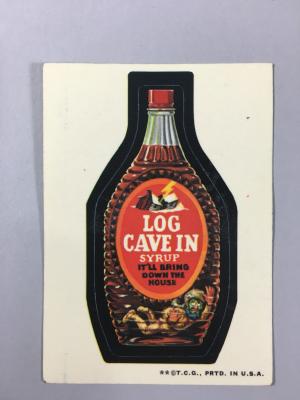 LOG
CAVE IN
SYRUP
IT'LL BRING
DOWN THE
HOUSE
**©T.C.G., PRTD. IN U.S.A.